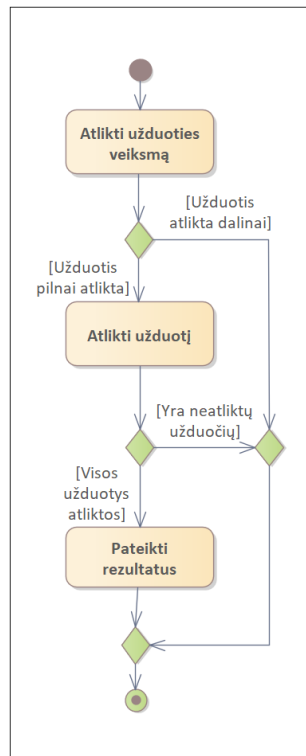 Atlikti užduoties
veiksmą
[Užduotis
atlikta dalinai]
[Užduotis
pilnai atlikta]
Atlikti užduotį
[Yra neatliktų
užduočių]
[Visos
užduotys
atliktos]
Pateikti
rezultatus